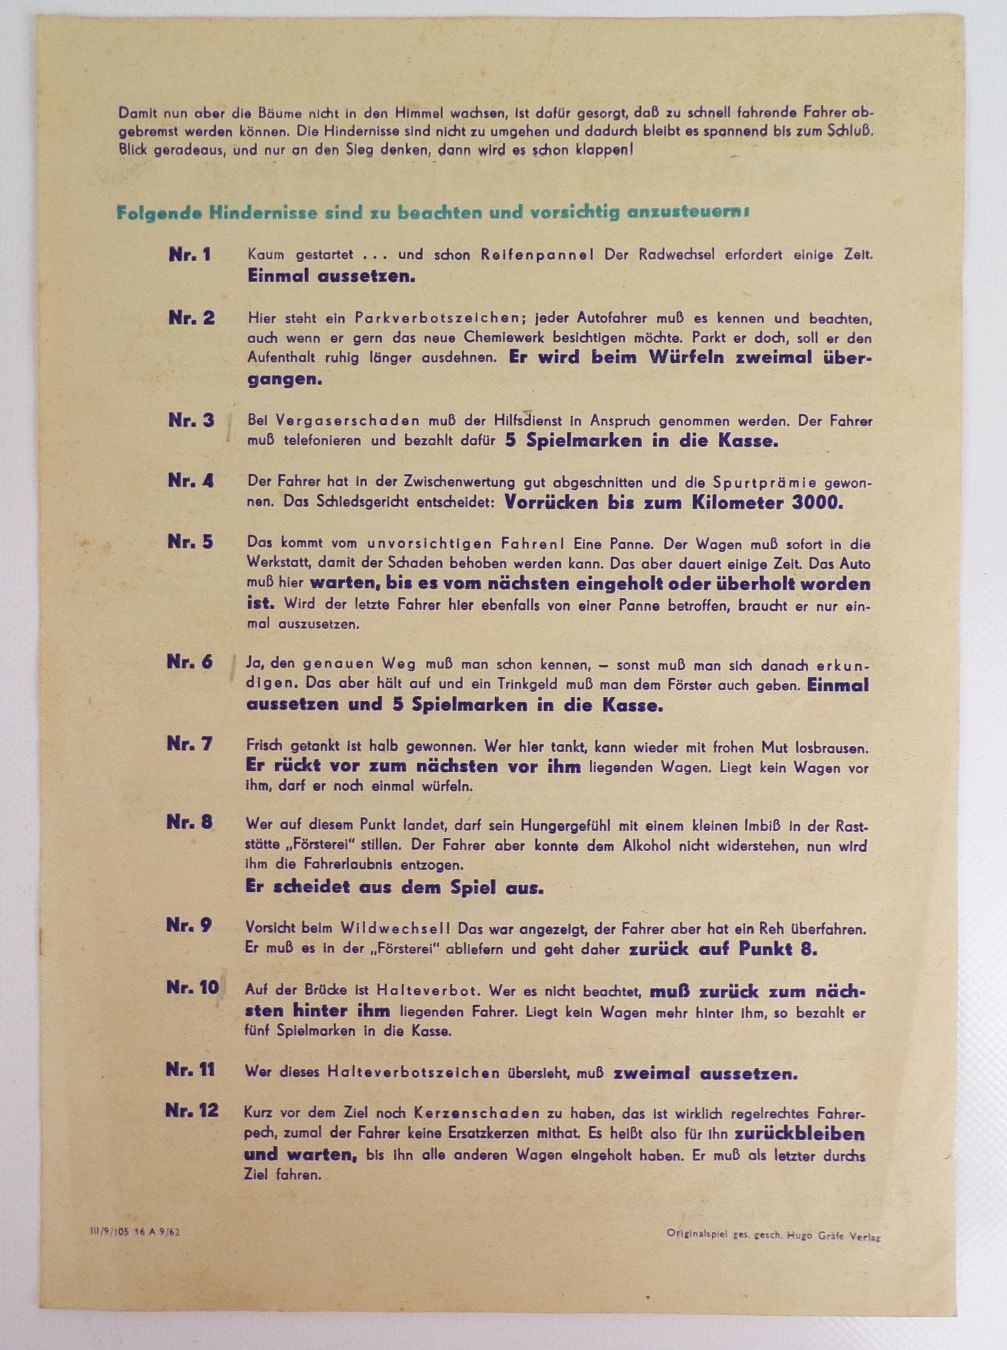 Damit nun aber die Bäume nicht in den Himmel wachsen, ist dafür gesorgt, daß zu schnell fahrende Fahrer ab-
gebremst werden können. Die Hindernisse sind nicht zu umgehen und dadurch bleibt es spannend bis zum Schluß.
Blick geradeaus, und nur an den Sieg denken, dann wird es schon klappen!
Folgende Hindernisse sind zu beachten und vorsichtig anzusteuern:
Nr. 1 Kaum gestartet . . . und schon Reifenpanne! Der Radwechsel erfordert einige Zeit.
Einmal aussetzen.
Nr. 2 Hier steht ein Parkverbotszeichen; jeder Autofahrer muß es kennen und beachten,
auch wenn er gern das neue Chemiewerk besichtigen möchte. Parkt er doch, soll er den
Aufenthalt ruhig länger ausdehnen. Er wird beim Würfeln zweimal über-
gangen.
Nr. 3 Bei Vergaserschaden muß der Hilfsdienst in Anspruch genommen werden. Der Fahrer
muß telefonieren und bezahlt dafür 5 Spielmarken in die Kasse.
Nr. 4 Der Fahrer hat in der Zwischenwertung gut abgeschnitten und die Spurtprämie gewon-
nen. Das Schiedsgericht entscheidet: Vorrücken bis zum Kilometer 3000.
Nr. 5 Das kommt vom unvorsichtigen Fahren! Eine Panne. Der Wagen muß sofort in die
Werkstatt, damit der Schaden behoben werden kann. Das aber dauert einige Zeit. Das Auto
muß hier warten, bis es vom nächsten eingeholt oder überholt worden
ist. Wird der letzte Fahrer hier ebenfalls von einer Panne betroffen, braucht er nur ein-
mal auszusetzen.
Nr. 6 Ja, den genauen Weg muß man schon kennen, – sonst muß man sich danach erkun-
digen. Das aber hält auf und ein Trinkgeld muß man dem Förster auch geben. Einmal
aussetzen und 5 Spielmarken in die Kasse.
Nr. 7 Frisch getankt ist halb gewonnen. Wer hier tankt, kann wieder mit frohen Mut losbrausen.
Er rückt vor zum nächsten vor ihm liegenden Wagen. Liegt kein Wagen vor
ihm, darf er noch einmal würfeln.
Nr. 8 Wer auf diesem Punkt landet, darf sein Hungergefühl mit einem kleinen Imbiß in der Rast-
stätte „Försterei“ stillen. Der Fahrer aber konnte dem Alkohol nicht widerstehen, nun wird
ihm die Fahrerlaubnis entzogen.
Er scheidet aus dem Spiel aus.
Nr. 9 Vorsicht beim Wildwechsel! Das war angezeigt, der Fahrer aber hat ein Reh überfahren.
Er muß es in der „Försterei“ abliefern und geht daher zurück auf Punkt 8.
Nr. 10 Auf der Brücke ist Halteverbot. Wer es nicht beachtet, muß zurück zum näch-
sten hinter ihm liegenden Fahrer. Liegt kein Wagen mehr hinter ihm, so bezahlt er
fünf Spielmarken in die Kasse.
Nr. 11 Wer dieses Halteverbotszeichen übersieht, muß zweimal aussetzen.
Nr. 12 Kurz vor dem Ziel noch Kerzenschaden zu haben, das ist wirklich regelrechtes Fahrer-
pech, zumal der Fahrer keine Ersatzkerzen mithat. Es heißt also für ihn zurückbleiben
und warten, bis ihn alle anderen Wagen eingeholt haben. Er muß als letzter durchs
Ziel fahren.
III/9/105 16 A 9/62
Originalspiel ges. gesch. Hugo Gräfe Verlag